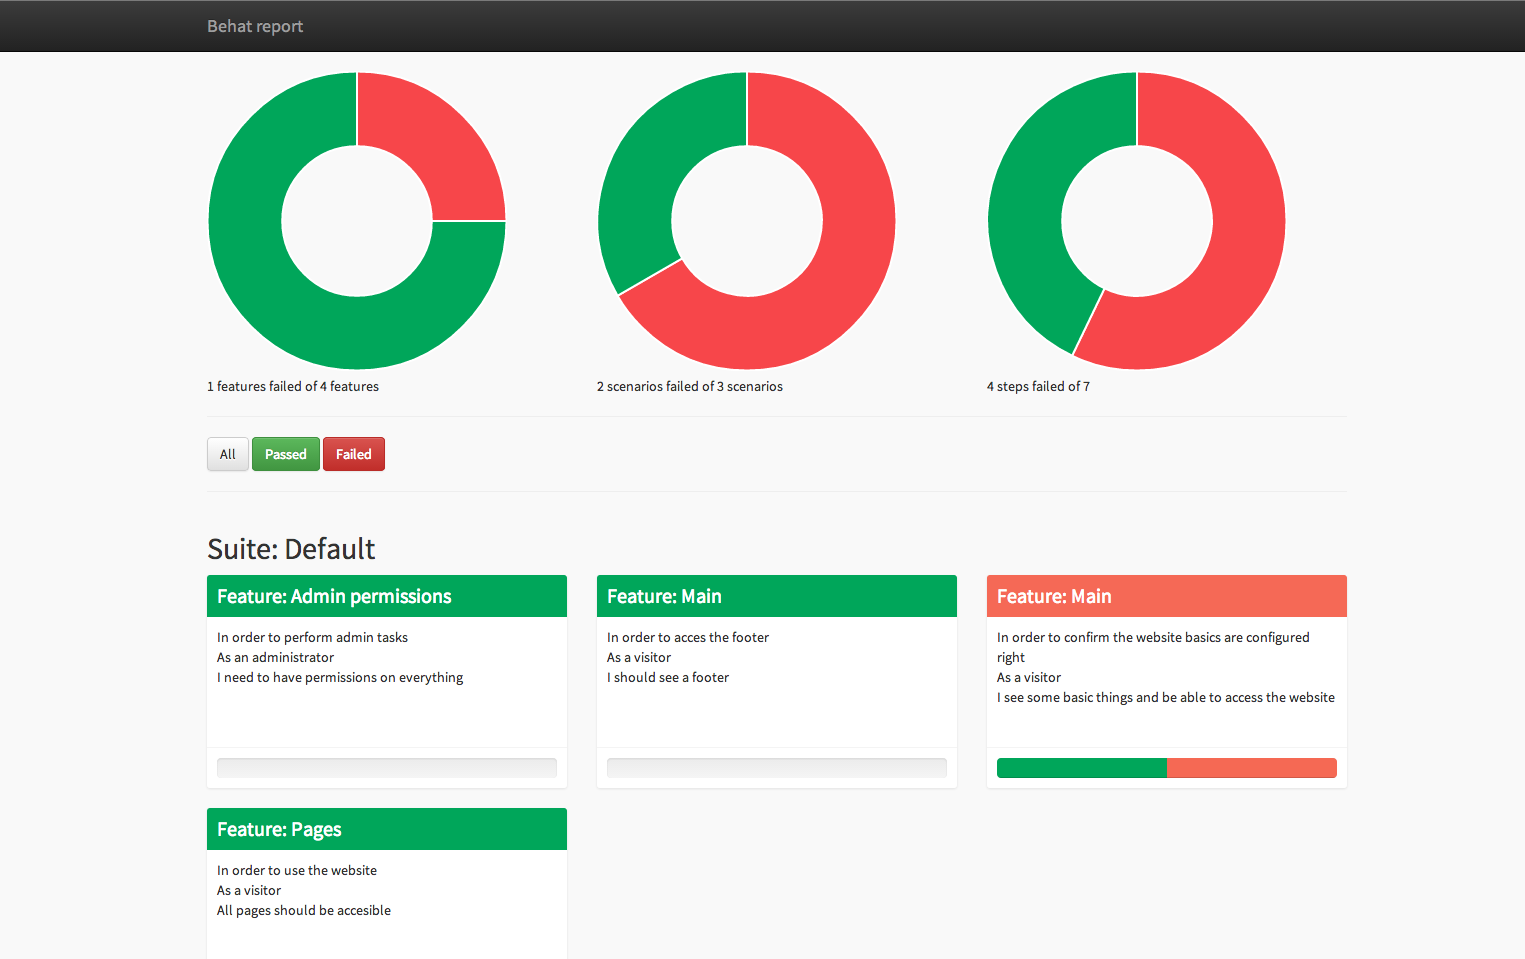 Behat report
1 features failed of 4 features
2 scenarios failed of 3 scenarios
4 steps failed of 7
All
Passed
Failed
Suite: Default
Feature: Admin permissions
In order to perform admin tasks
As an administrator
I need to have permissions on everything
Feature: Main
In order to acces the footer
As a visitor
I should see a footer
Feature: Main
In order to confirm the website basics are configured
right
As a visitor
I see some basic things and be able to access the website
Feature: Pages
In order to use the website
As a visitor
All pages should be accesible